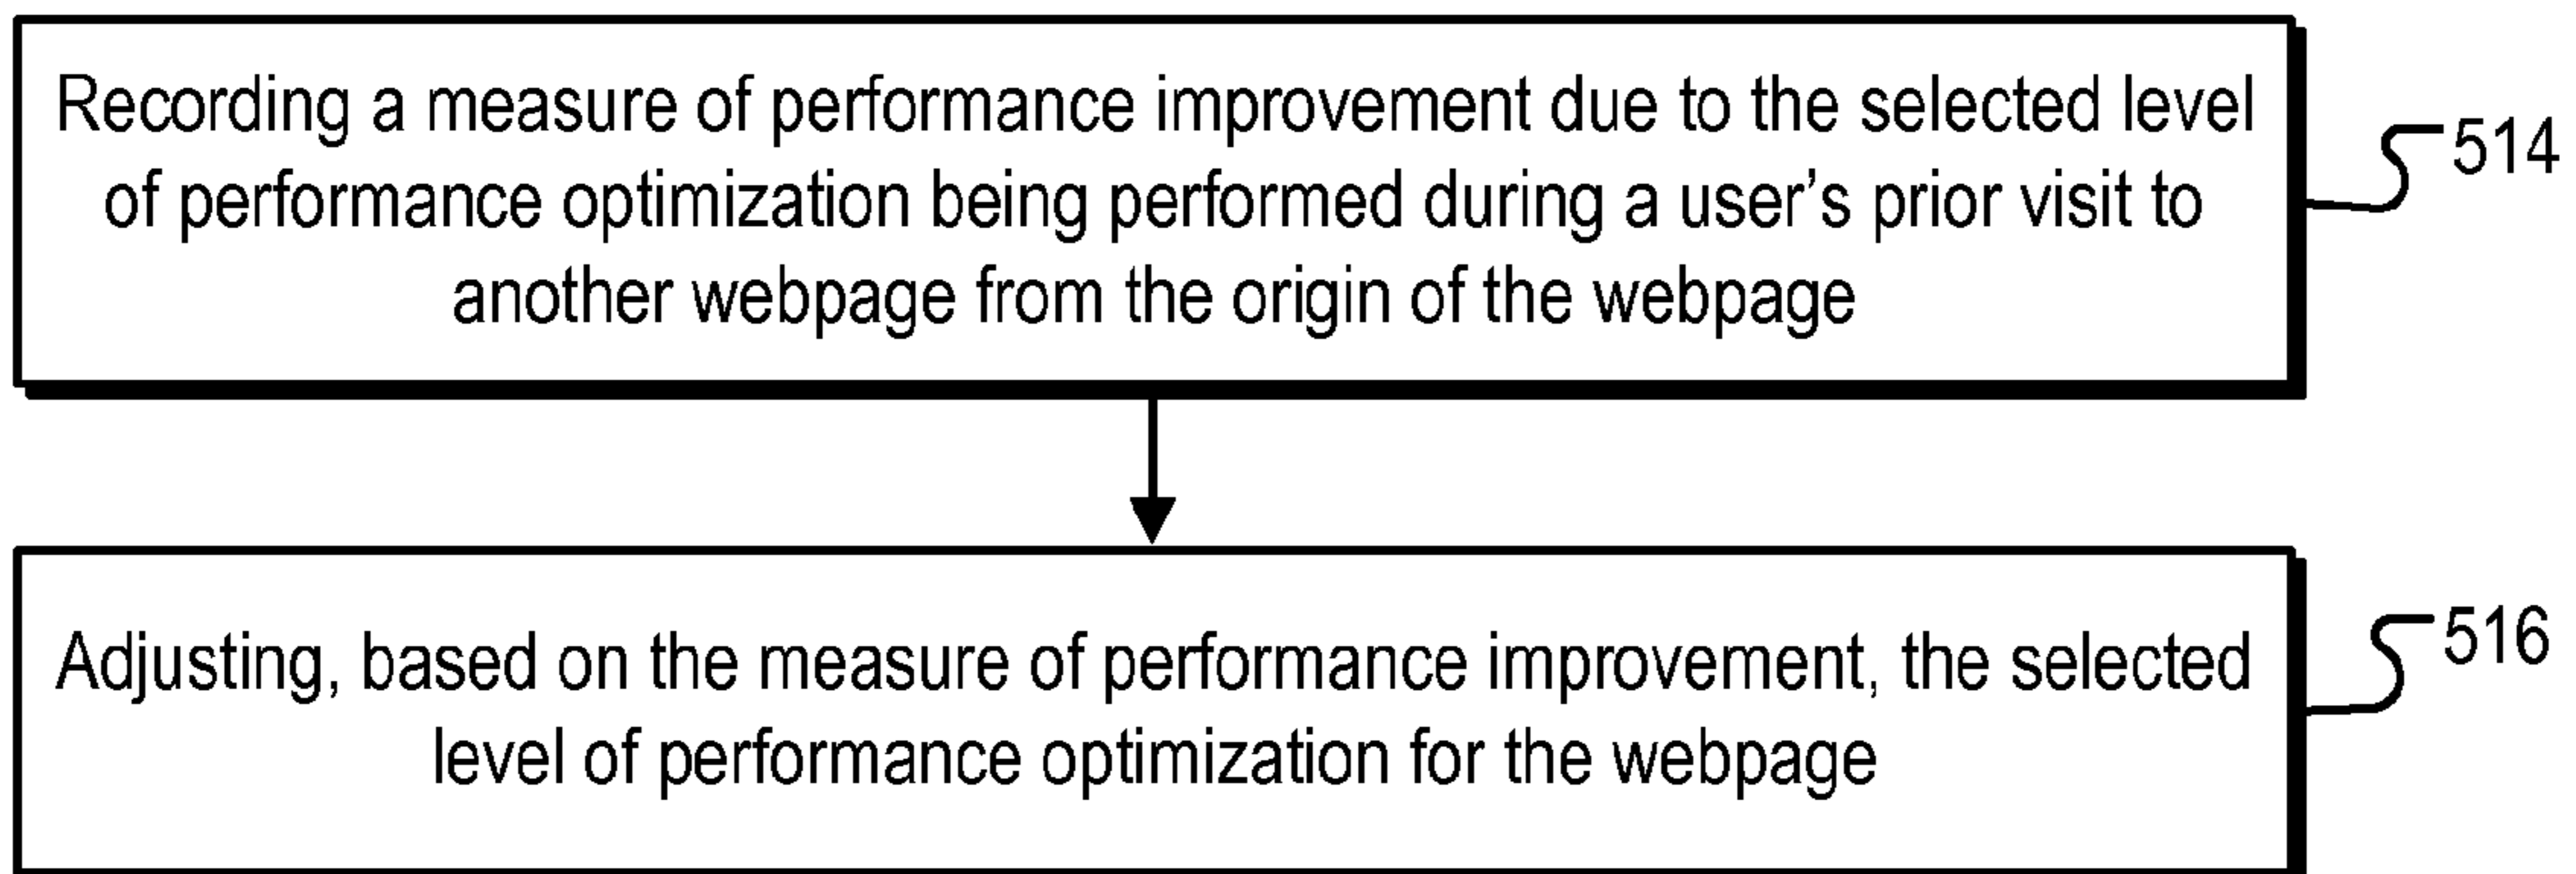 Recording a measure of performance improvement due to the selected level
of performance optimization being performed during a user’s prior visit to
another webpage from the origin of the webpage
514
Adjusting, based on the measure of performance improvement, the selected
level of performance optimization for the webpage
516